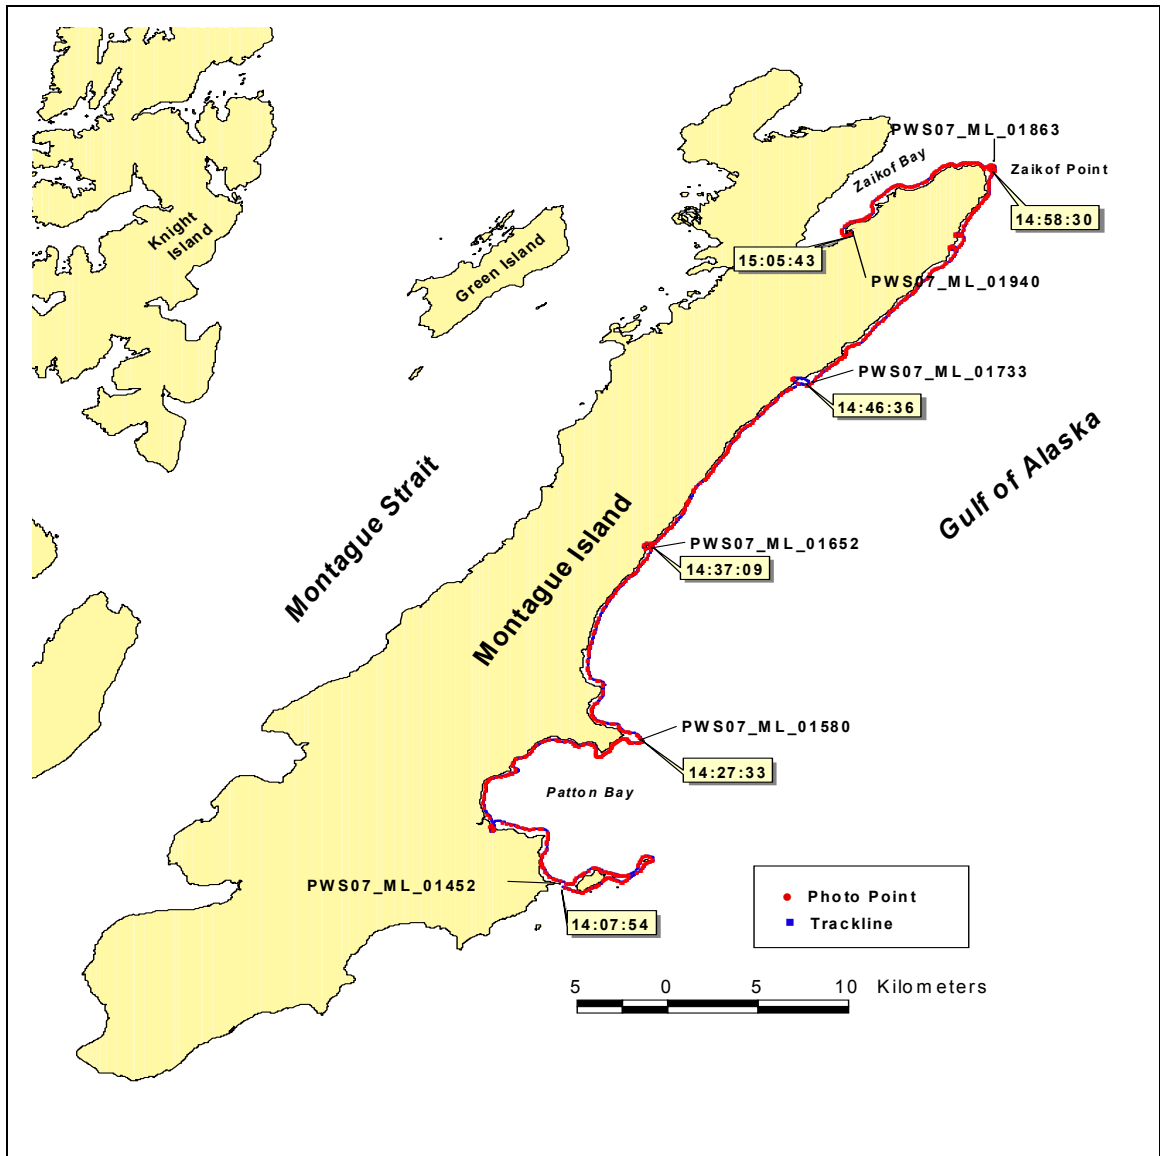 PWS07_ML_01863
Zaikof Bay
Zaikof Point
14:58:30
Knight
Island
Green Island
15:05:43
PWS07_ML_01940
PWS07_ML_01733
14:46:36
Gulf of Alaska
Montague Strait
Montague Island
PWS07_ML_01652
14:37:09
PWS07_ML_01580
14:27:33
Patton Bay
PWS07_ML_01452
14:07:54
Photo Point
Trackline
5 0 5 10 Kilometers